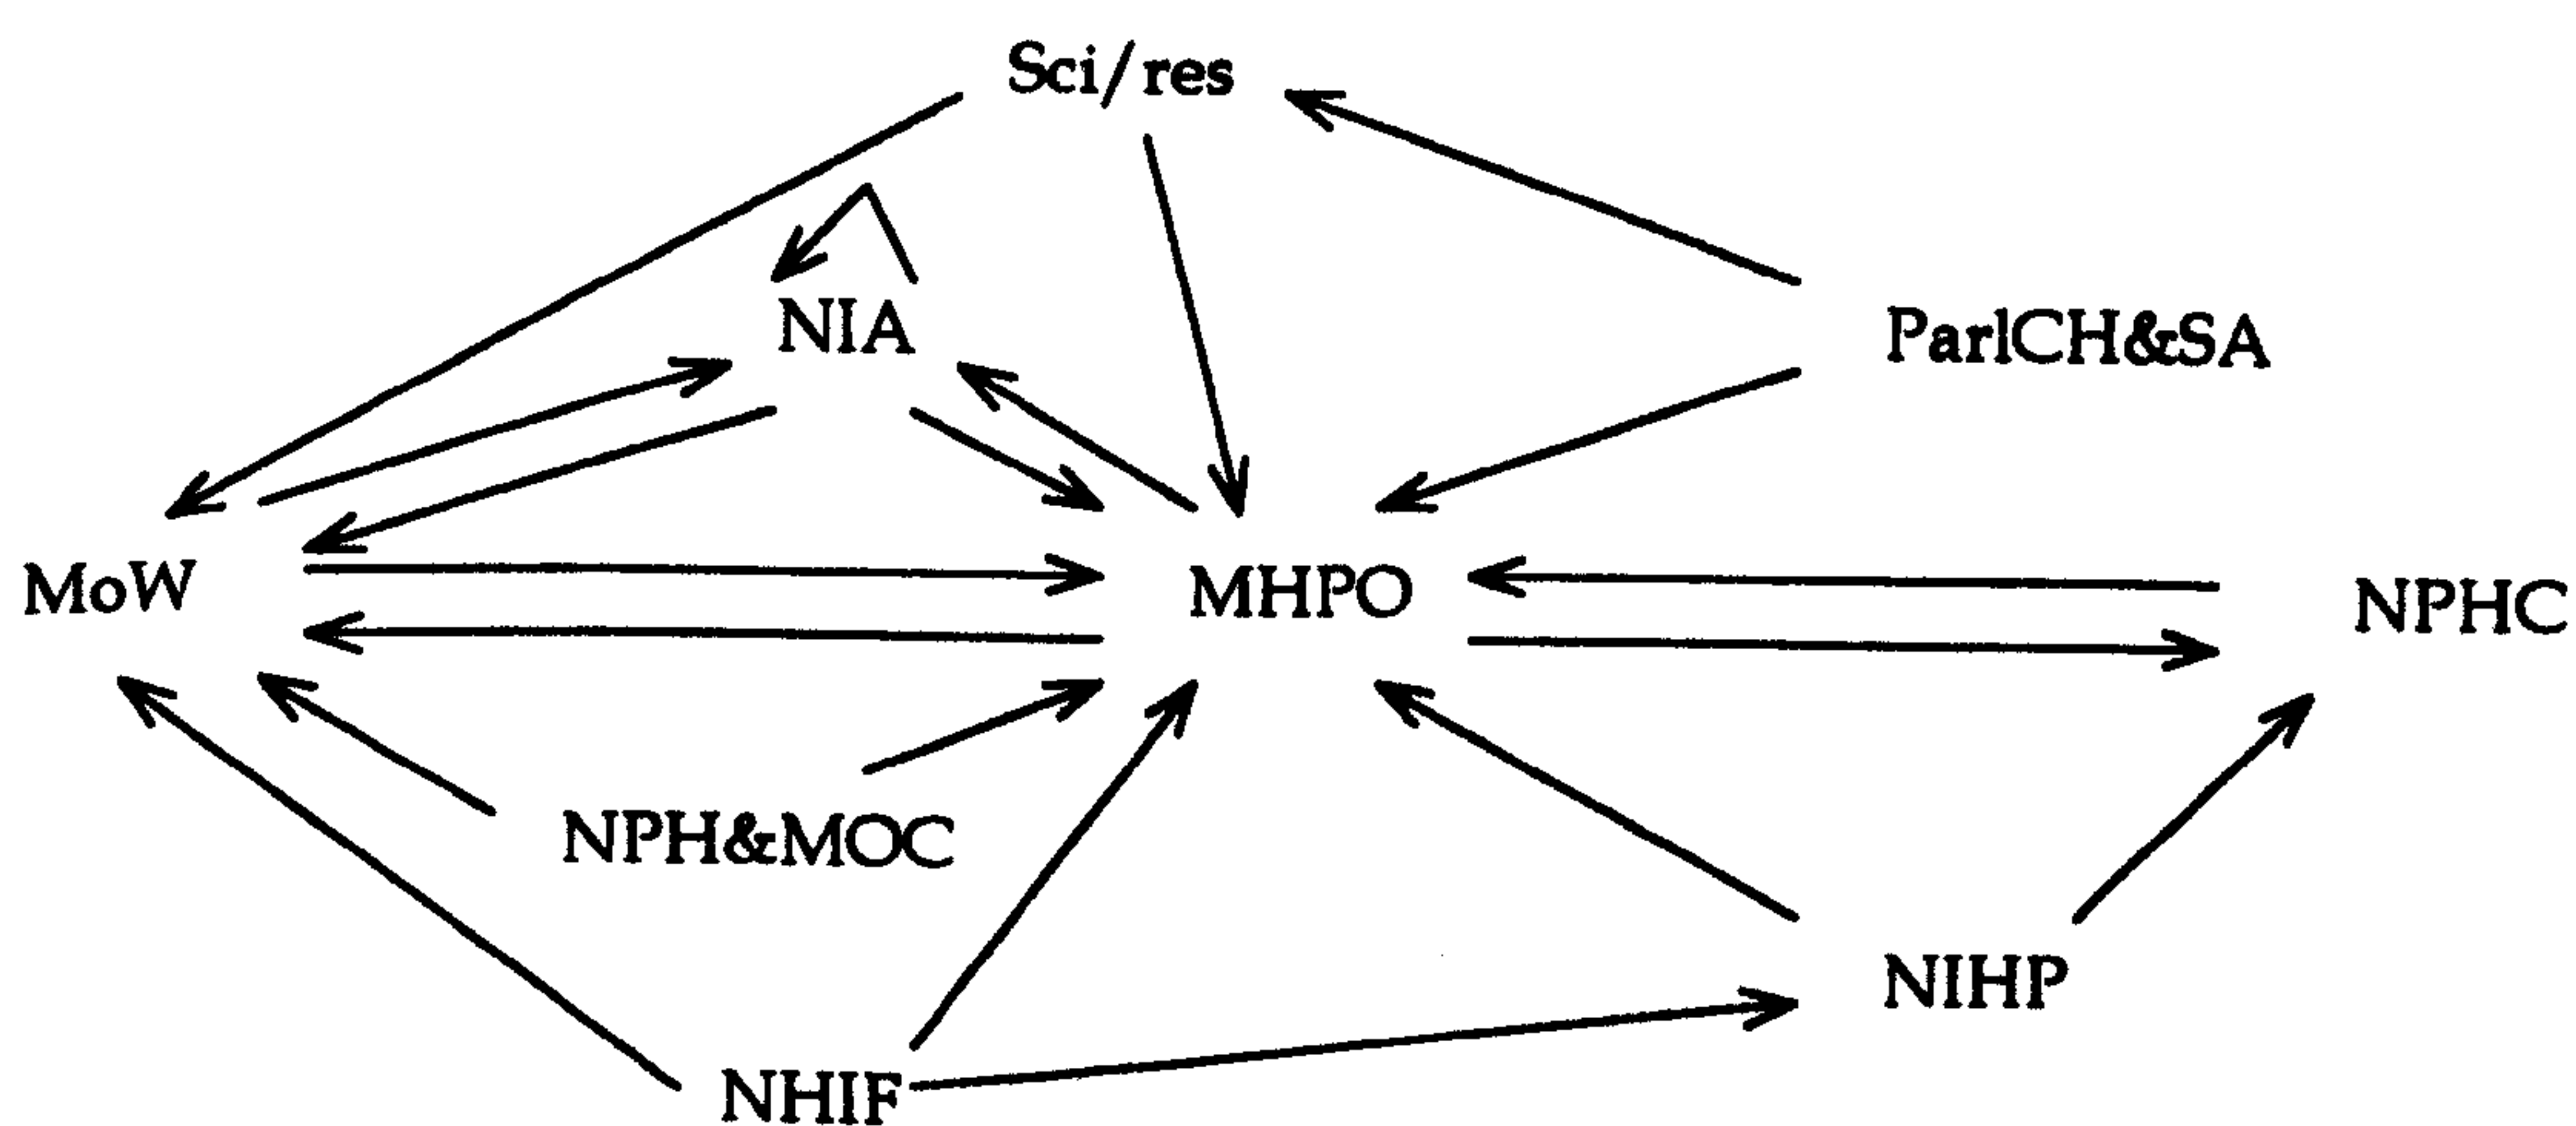 Sci/res
NIA
ParlCH&SA
MoW
MHPO
NPHC
NPH&MOC
NIHP
NHIF